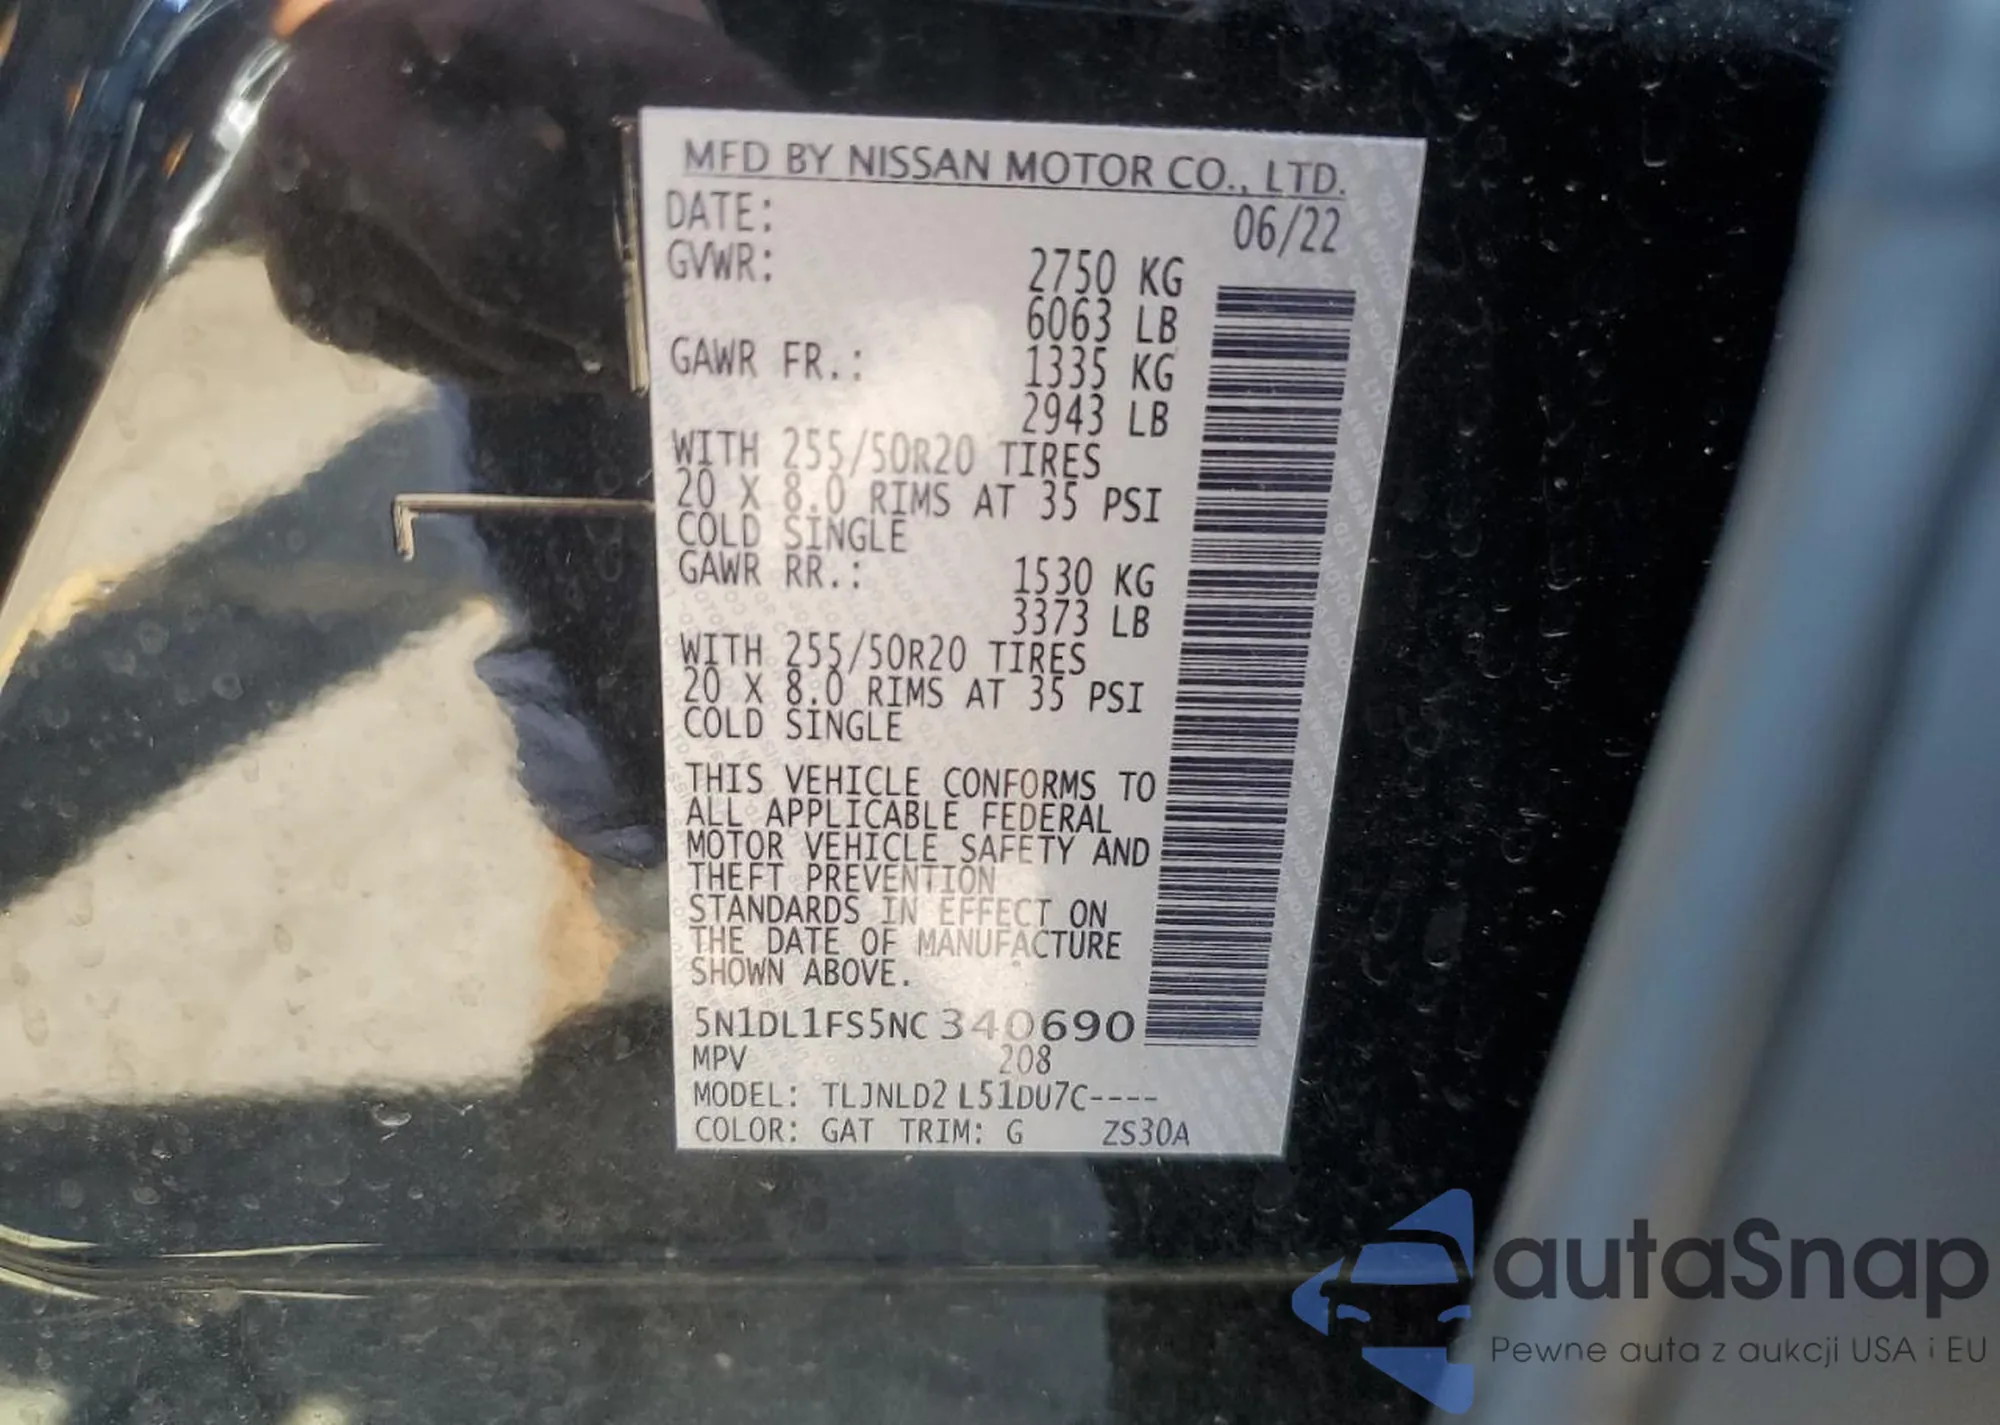 MFD BY NISSAN MOTOR CO., LTD.
DATE: 06/22
GVWR: 2750 KG
6063 LB
GAWR FR.: 1335 KG
2943 LB
WITH 255/50R20 TIRES
20 X 8.0 RIMS AT 35 PSI
COLD SINGLE
GAWR RR.: 1530 KG
3373 LB
WITH 255/50R20 TIRES
20 X 8.0 RIMS AT 35 PSI
COLD SINGLE
THIS VEHICLE CONFORMS TO
ALL APPLICABLE FEDERAL
MOTOR VEHICLE SAFETY AND
THEFT PREVENTION
STANDARDS IN EFFECT ON
THE DATE OF MANUFACTURE
SHOWN ABOVE.
5N1DL1FS5NC340690
MPV 208
MODEL: TLJNLD2 L51DU7C----
COLOR: GAT TRIM: G ZS30A
autaSnap
Pewne auta z aukcji USA i EU